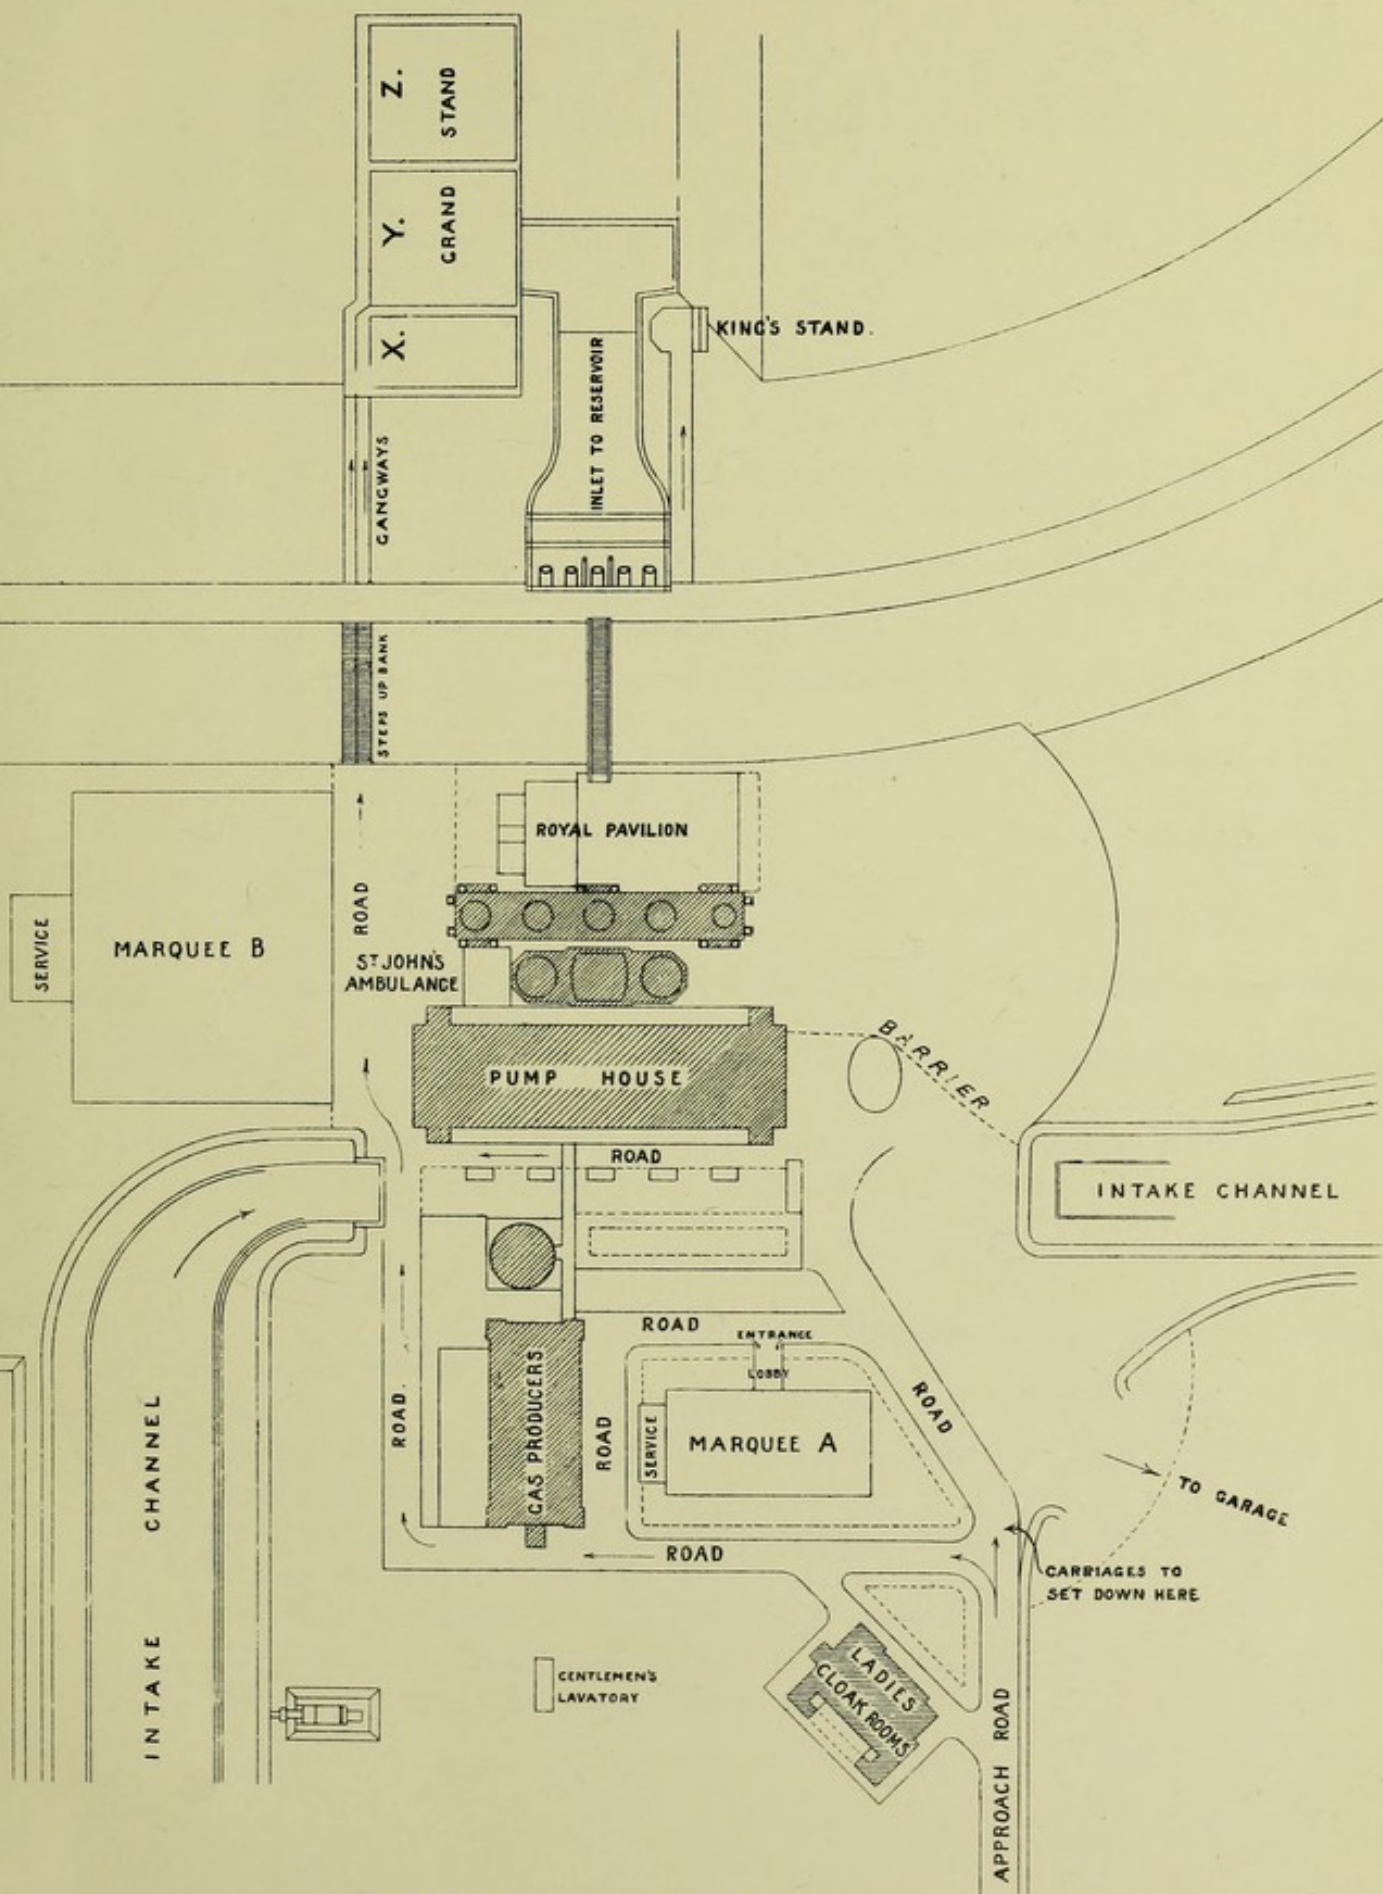 Z.
STAND
Y.
GRAND
X.
KING'S STAND.
INLET TO RESERVOIR
GANGWAYS
STEPS UP BANK
ROYAL PAVILION
ROAD
SERVICE
MARQUEE B
ST JOHN'S
AMBULANCE
PUMP HOUSE
BARRIER
ROAD
INTAKE CHANNEL
ROAD
ENTRANCE
LOBBY
GAS PRODUCERS
ROAD.
ROAD
SERVICE
MARQUEE A
ROAD
INTAKE CHANNEL
TO GARAGE
ROAD
CARRIAGES TO
SET DOWN HERE
GENTLEMEN'S
LAVATORY
LADIES
CLOAK ROOMS
APPROACH ROAD